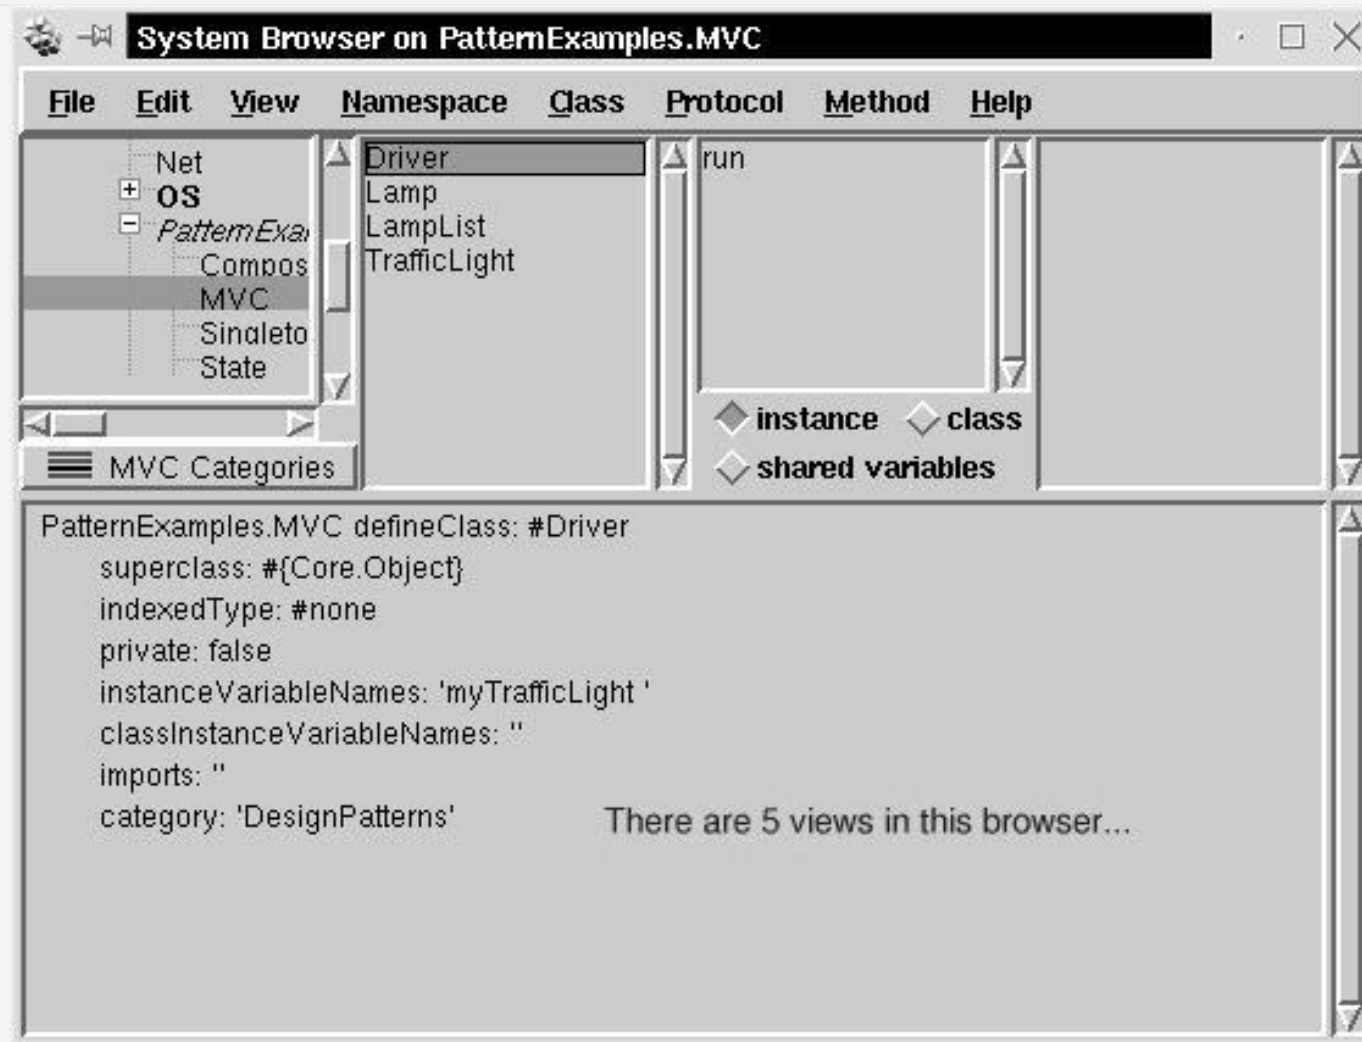 System Browser on PatternExamples.MVC
File Edit View Namespace Class Protocol Method Help
Net
OS
PatternExa
Compos
MVC
Singleto
State
MVC Categories
Driver
Lamp
LampList
TrafficLight
run
instance class
shared variables
PatternExamples.MVC defineClass: #Driver
superclass: #{Core.Object}
indexedType: #none
private: false
instanceVariableNames: 'myTrafficLight '
classInstanceVariableNames: ''
imports: ''
category: 'DesignPatterns'
There are 5 views in this browser...